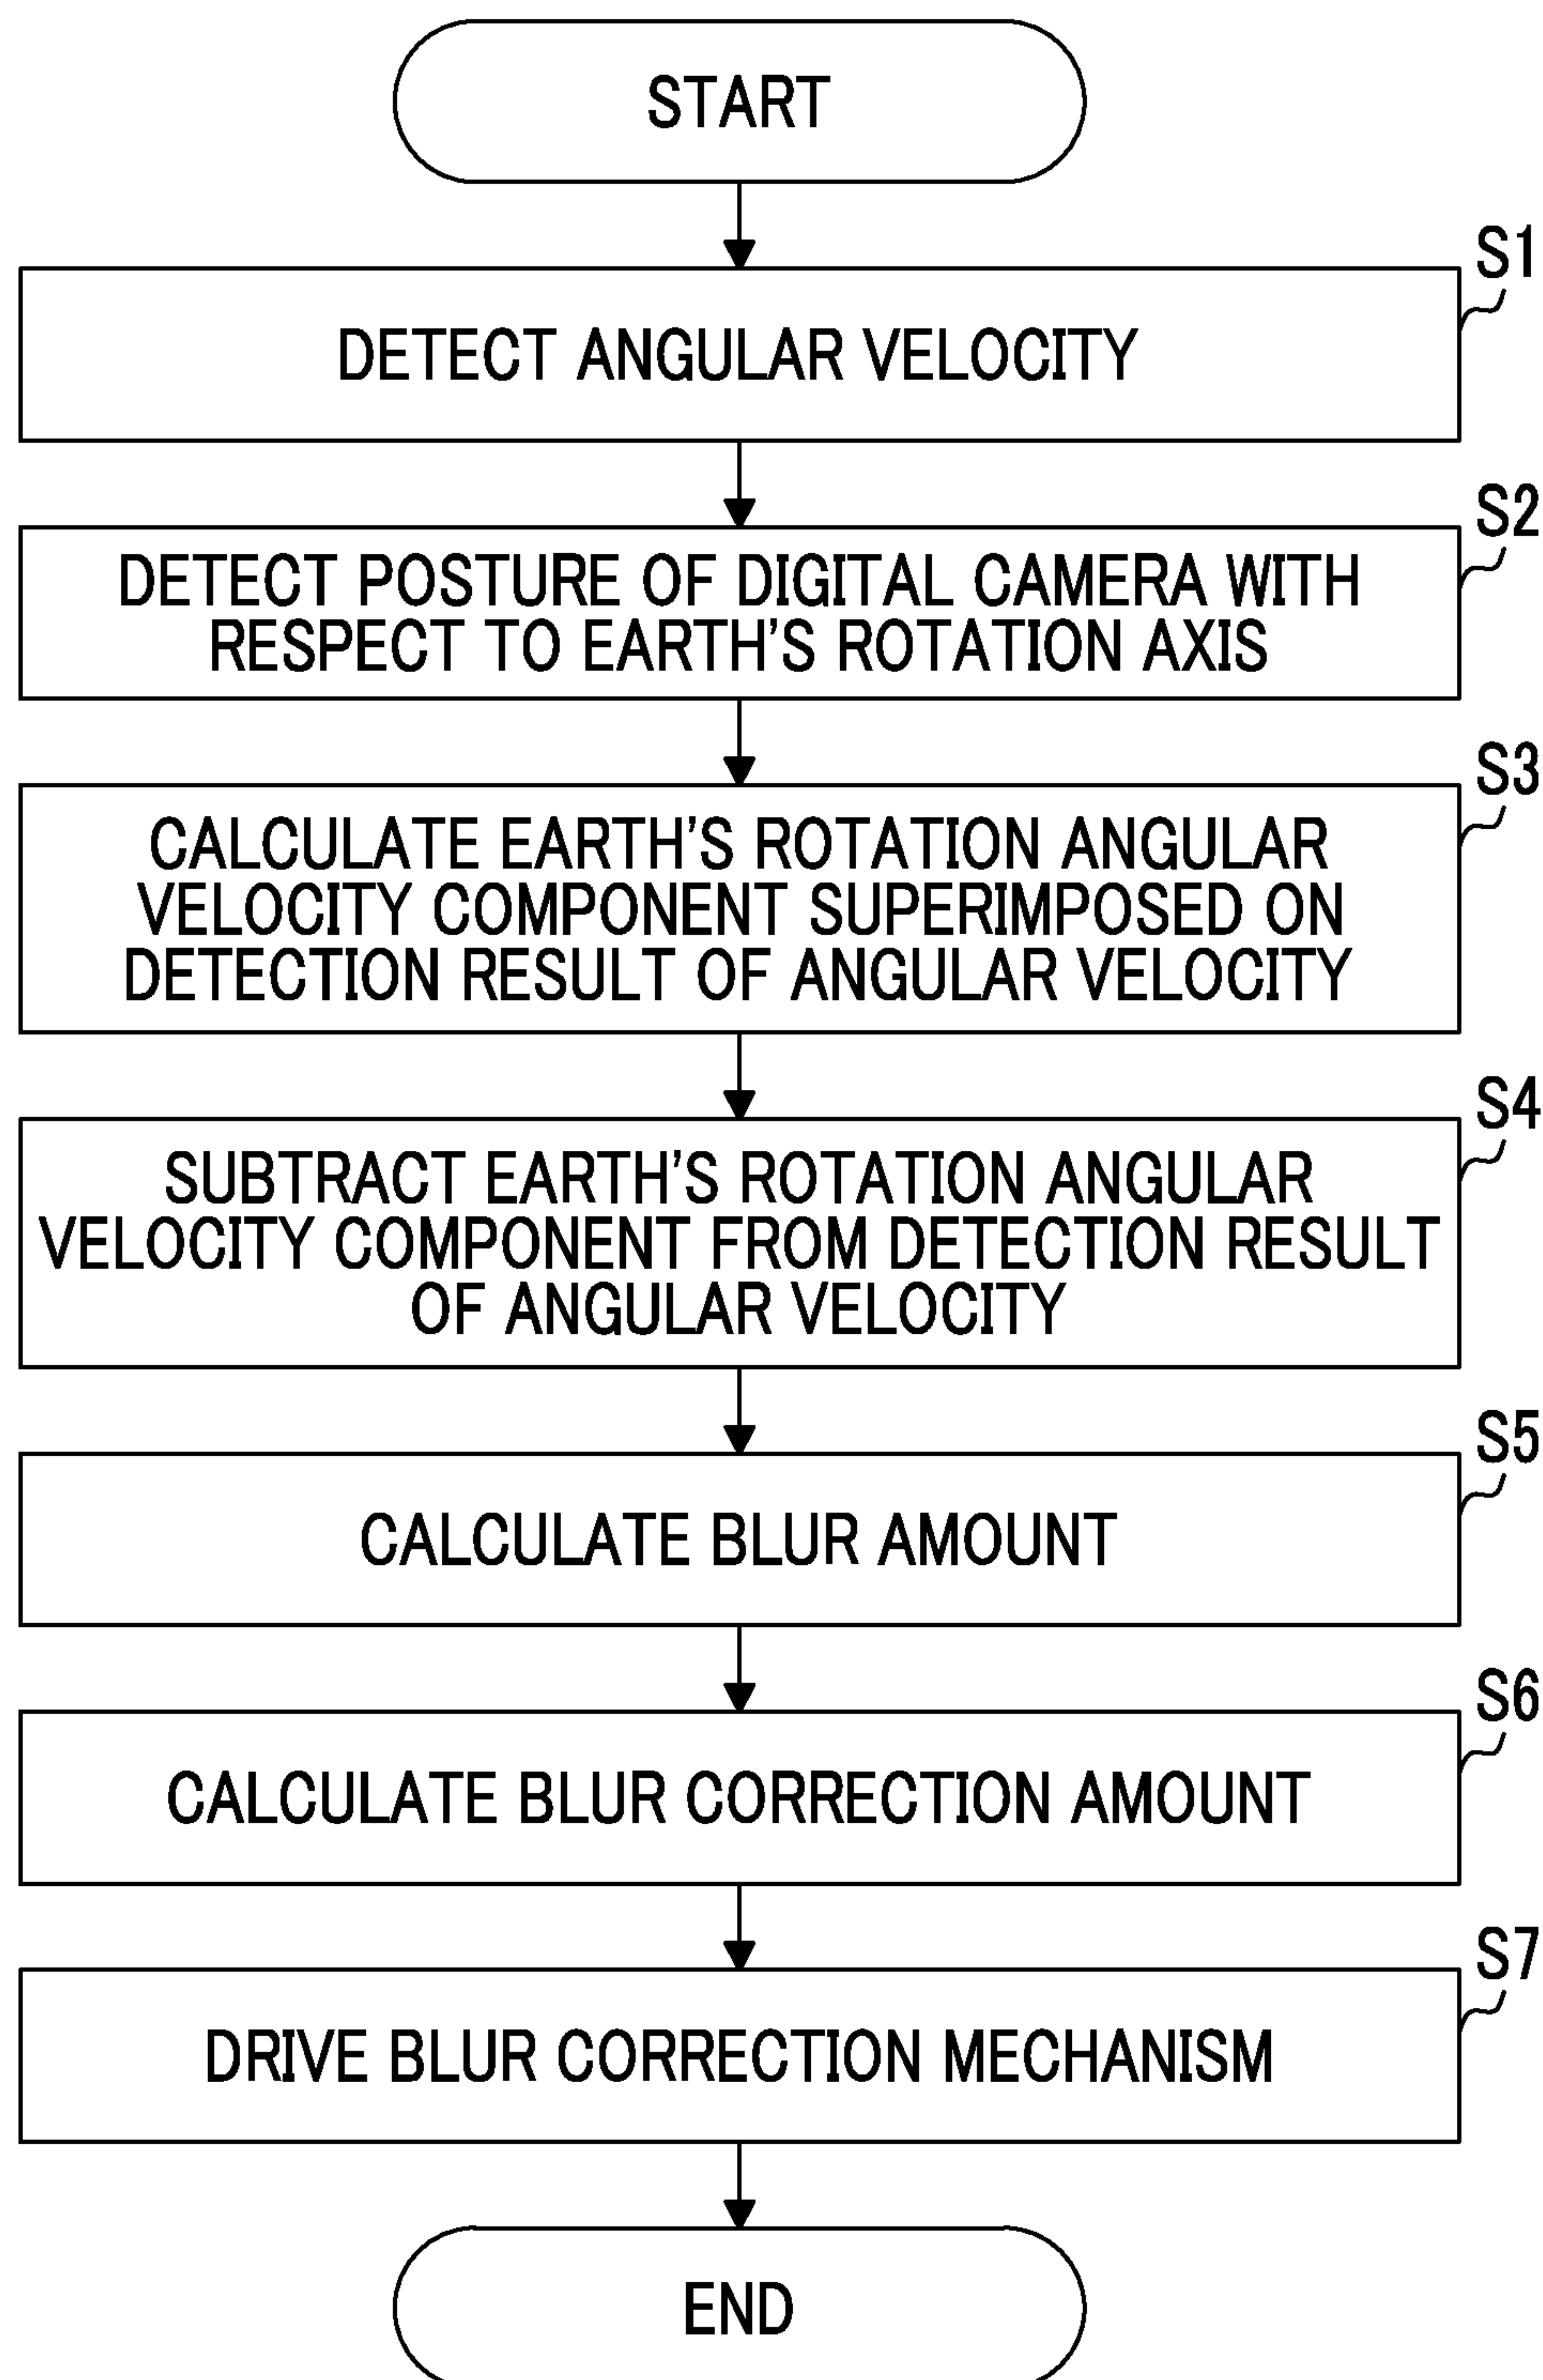 START
S1
DETECT ANGULAR VELOCITY
S2
DETECT POSTURE OF DIGITAL CAMERA WITH
RESPECT TO EARTH'S ROTATION AXIS
S3
CALCULATE EARTH'S ROTATION ANGULAR
VELOCITY COMPONENT SUPERIMPOSED ON
DETECTION RESULT OF ANGULAR VELOCITY
S4
SUBTRACT EARTH'S ROTATION ANGULAR
VELOCITY COMPONENT FROM DETECTION RESULT
OF ANGULAR VELOCITY
S5
CALCULATE BLUR AMOUNT
S6
CALCULATE BLUR CORRECTION AMOUNT
S7
DRIVE BLUR CORRECTION MECHANISM
END